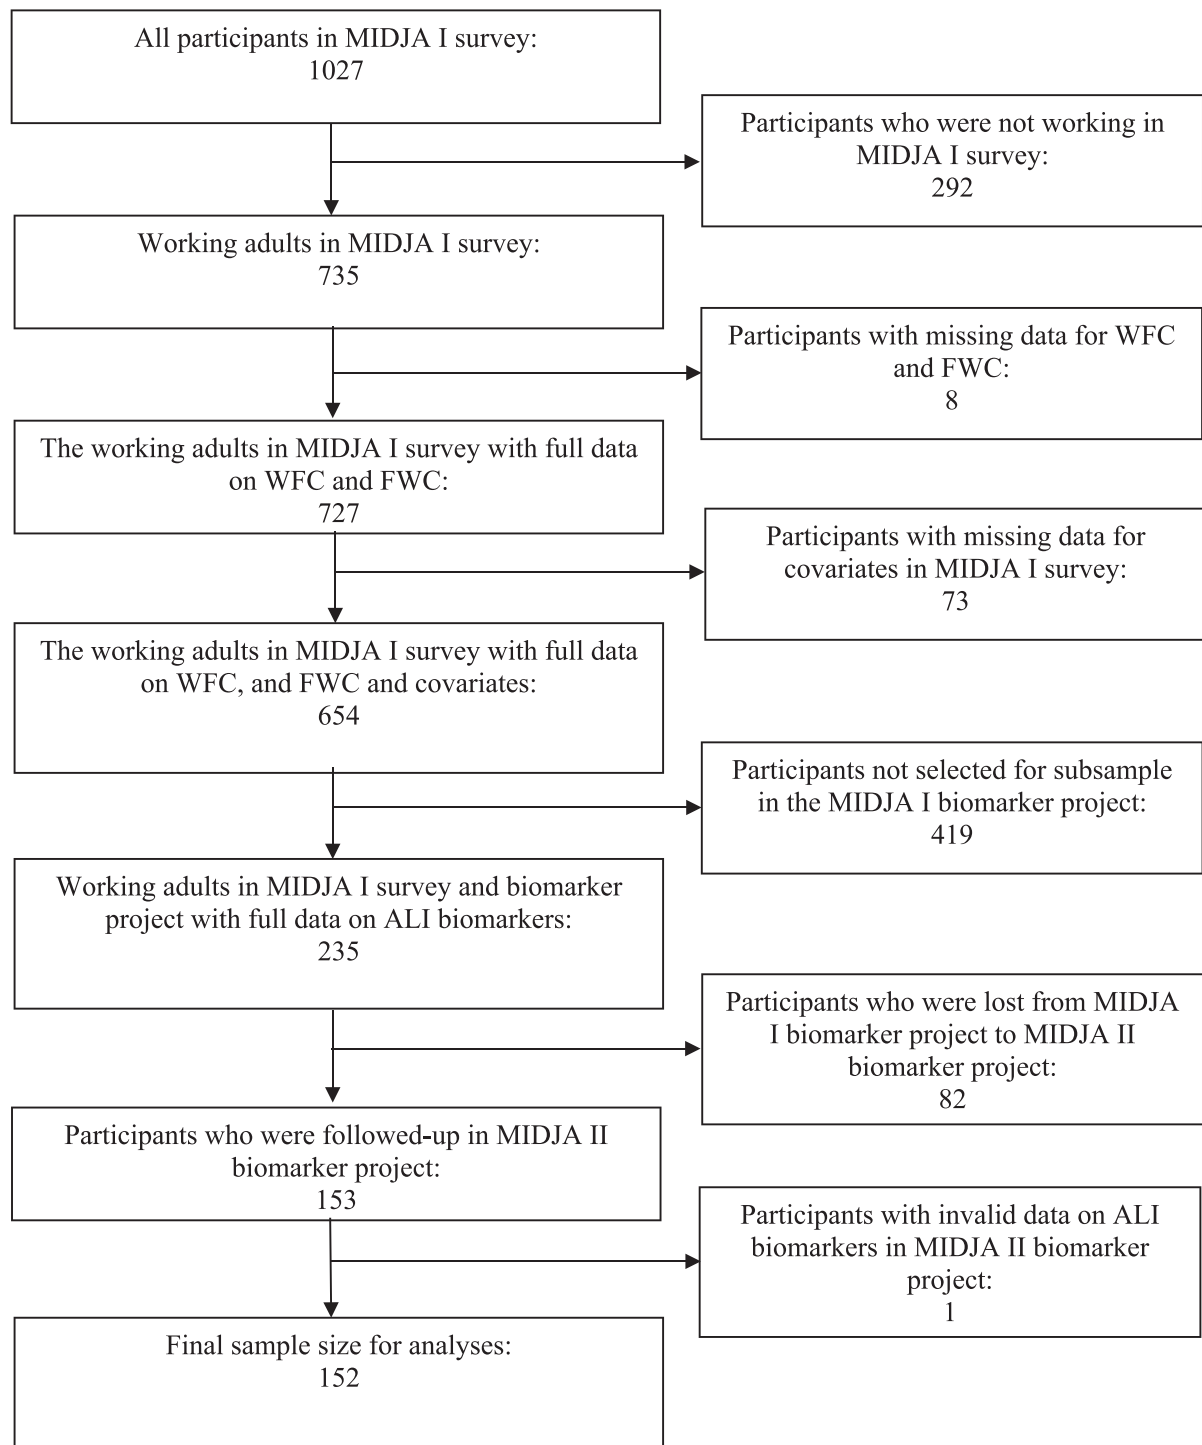 All participants in MIDJA I survey:
1027
Participants who were not working in
MIDJA I survey:
292
Working adults in MIDJA I survey:
735
Participants with missing data for WFC
and FWC:
8
The working adults in MIDJA I survey with full data
on WFC and FWC:
727
Participants with missing data for
covariates in MIDJA I survey:
73
The working adults in MIDJA I survey with full data
on WFC, and FWC and covariates:
654
Participants not selected for subsample
in the MIDJA I biomarker project:
419
Working adults in MIDJA I survey and biomarker
project with full data on ALI biomarkers:
235
Participants who were lost from MIDJA
I biomarker project to MIDJA II
biomarker project:
82
Participants who were followed-up in MIDJA II
biomarker project:
153
Participants with invalid data on ALI
biomarkers in MIDJA II biomarker
project:
1
Final sample size for analyses:
152